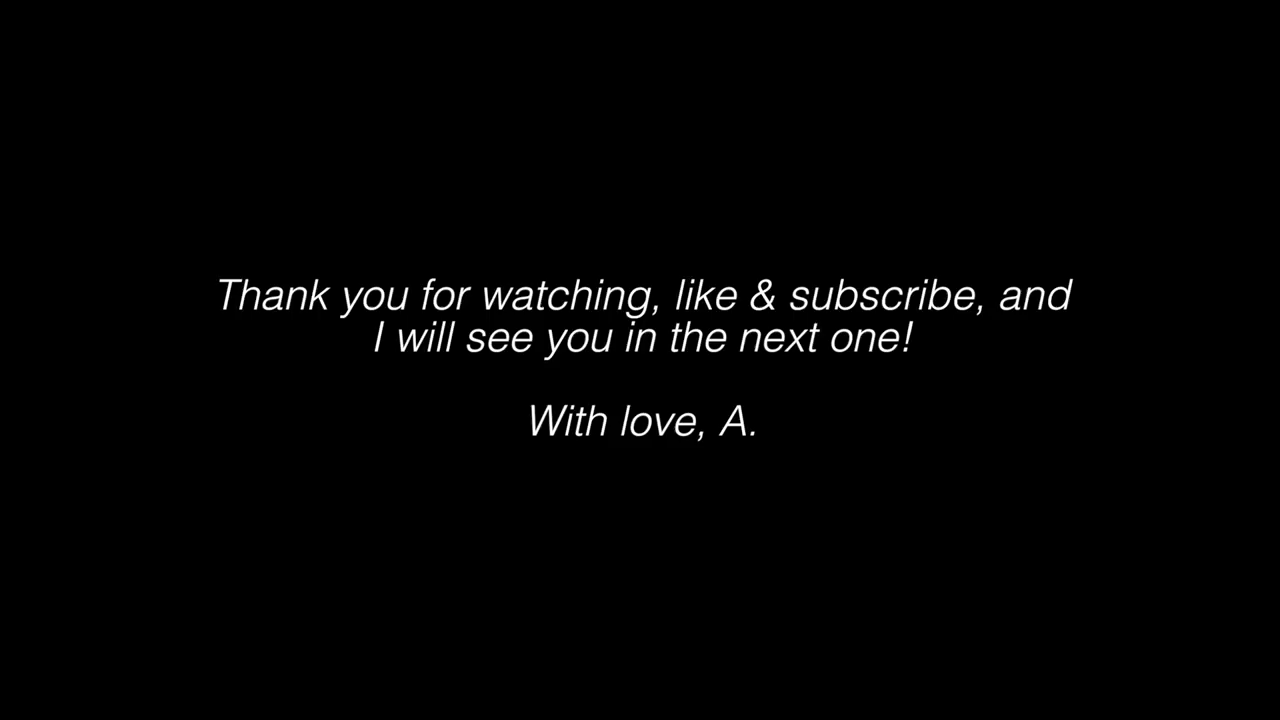 Thank you for watching, like & subscribe, and
I will see you in the next one!
With love, A.